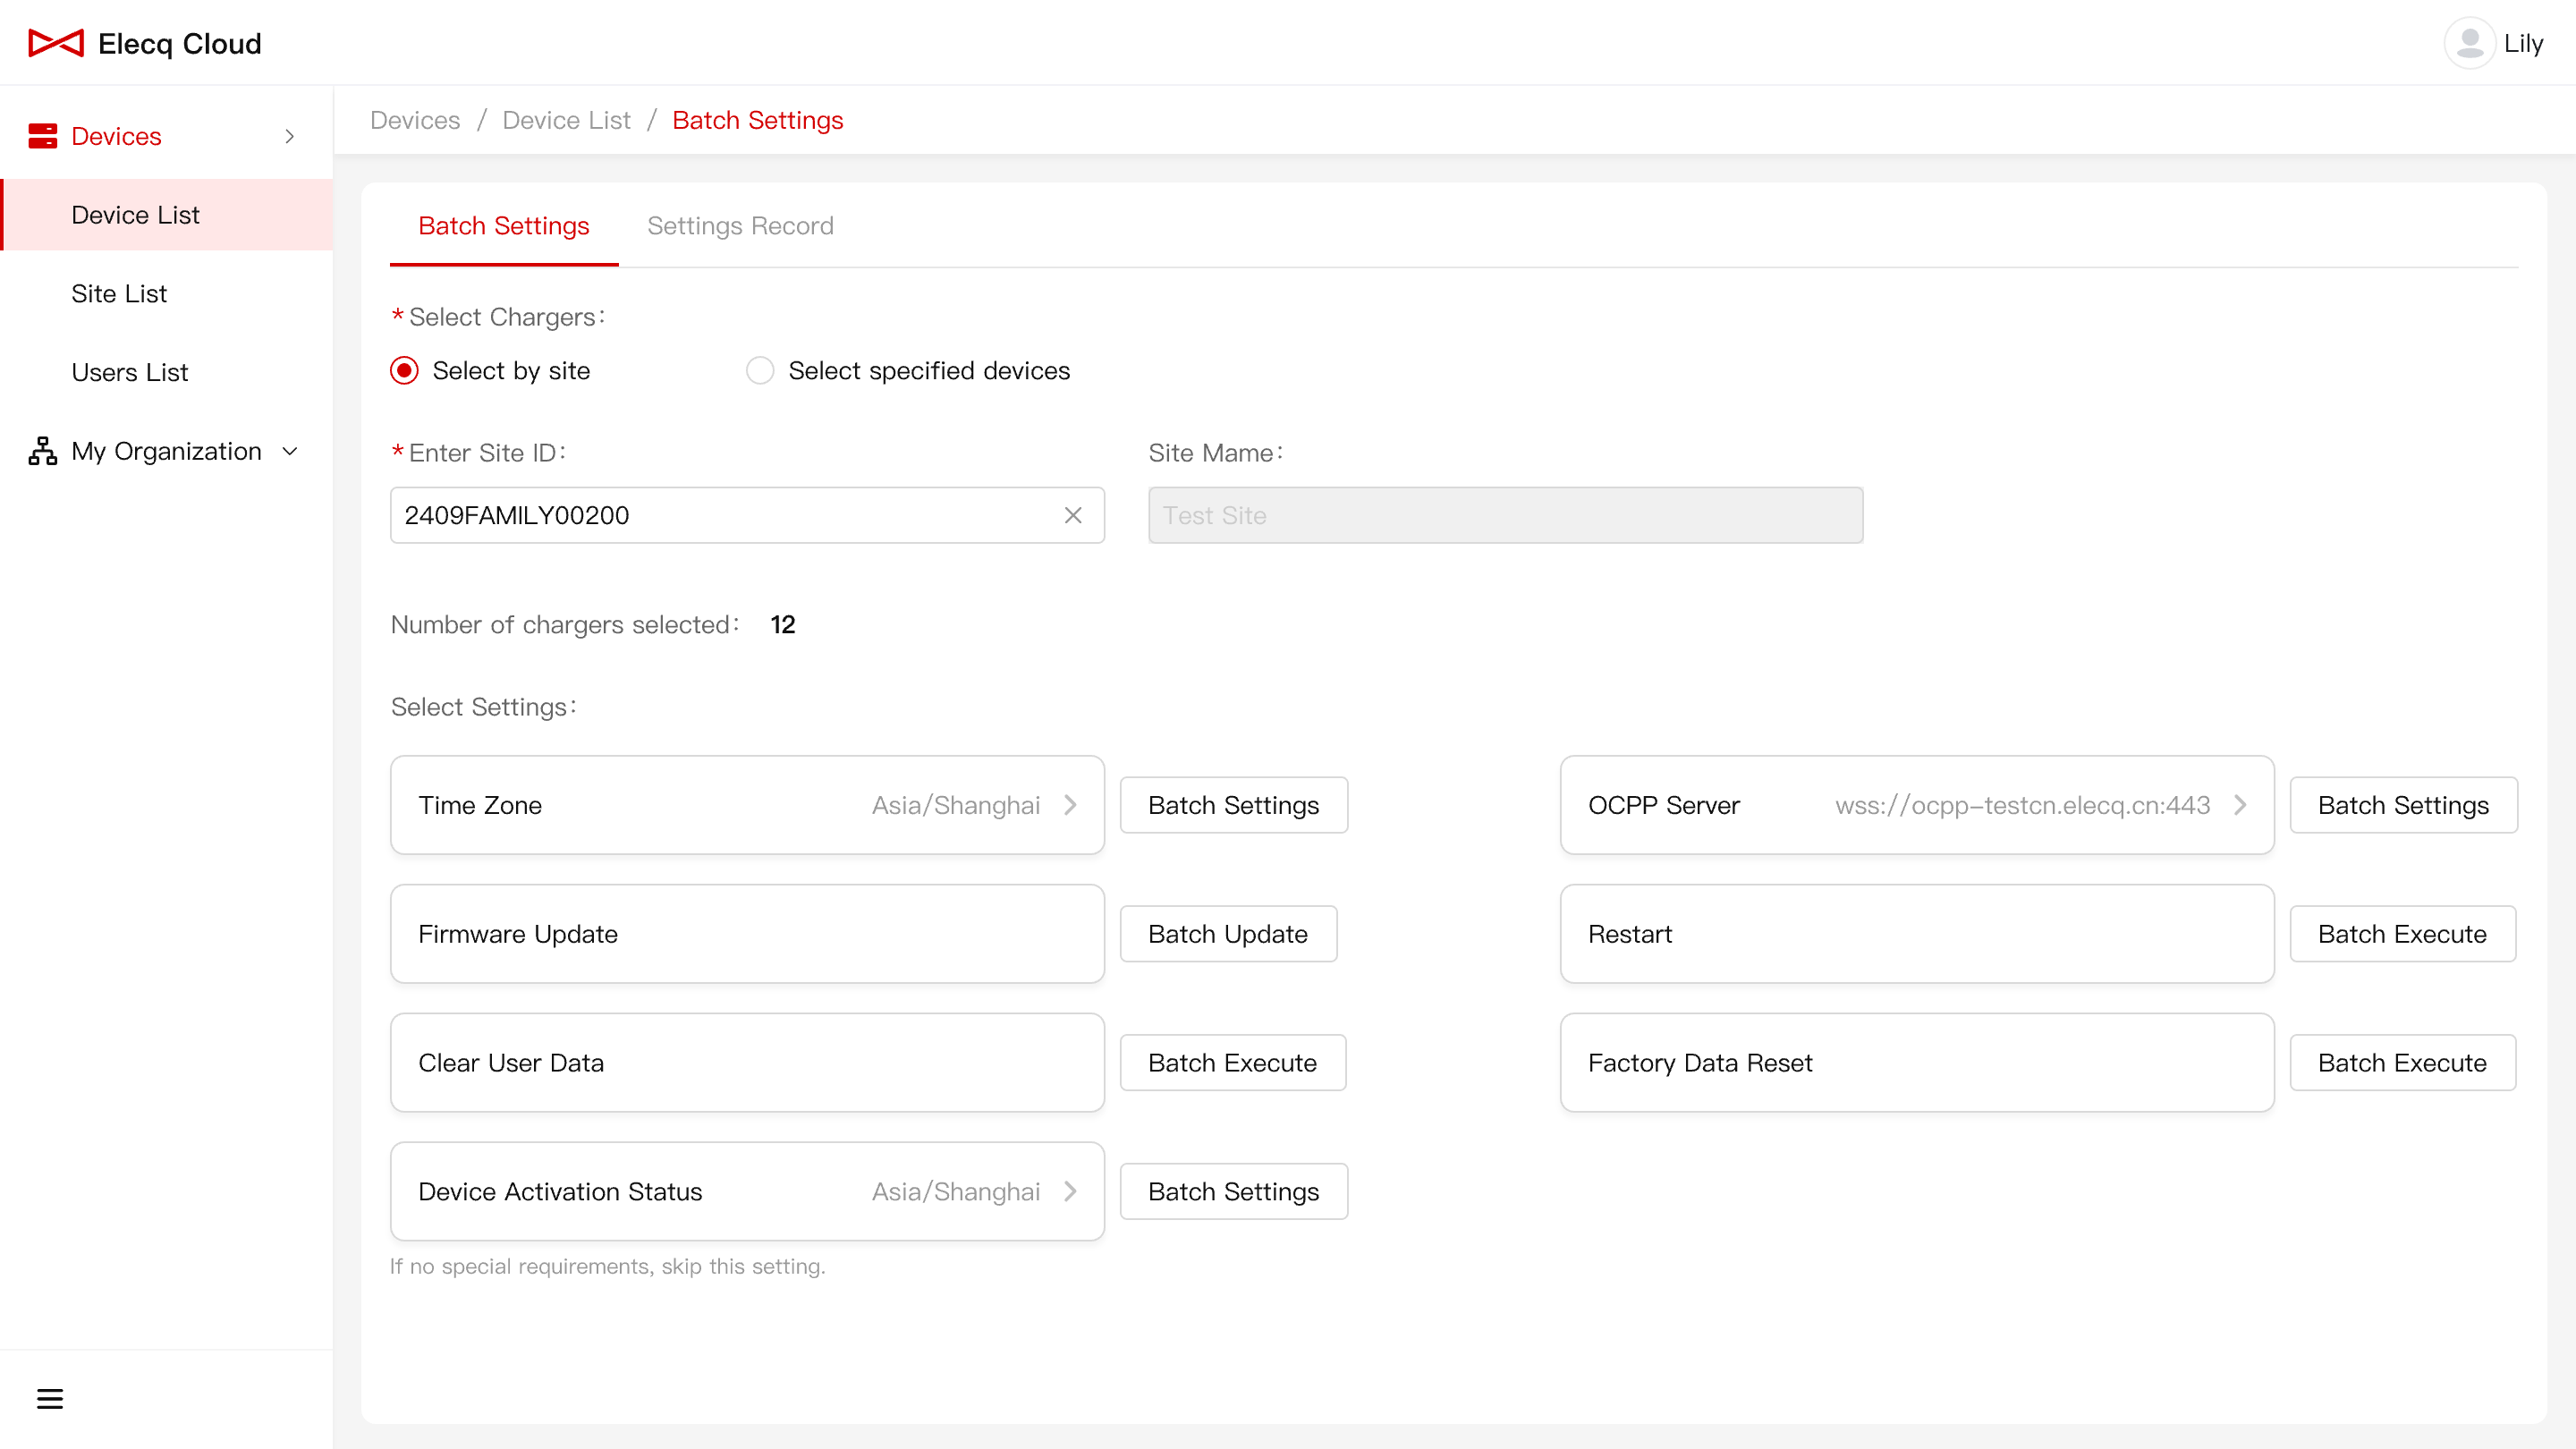 Elecq Cloud
Lily
Devices
Device List
Site List
Users List
My Organization
Devices / Device List / Batch Settings
Batch Settings
Settings Record
*Select Chargers:
Select by site
Select specified devices
*Enter Site ID:
Site Mame:
2409FAMILY00200
Test Site
Number of chargers selected: 12
Select Settings:
Time Zone
Asia/Shanghai
Batch Settings
OCPP Server
wss://ocpp-testcn.elecq.cn:443
Batch Settings
Firmware Update
Batch Update
Restart
Batch Execute
Clear User Data
Batch Execute
Factory Data Reset
Batch Execute
Device Activation Status
Asia/Shanghai
Batch Settings
If no special requirements, skip this setting.